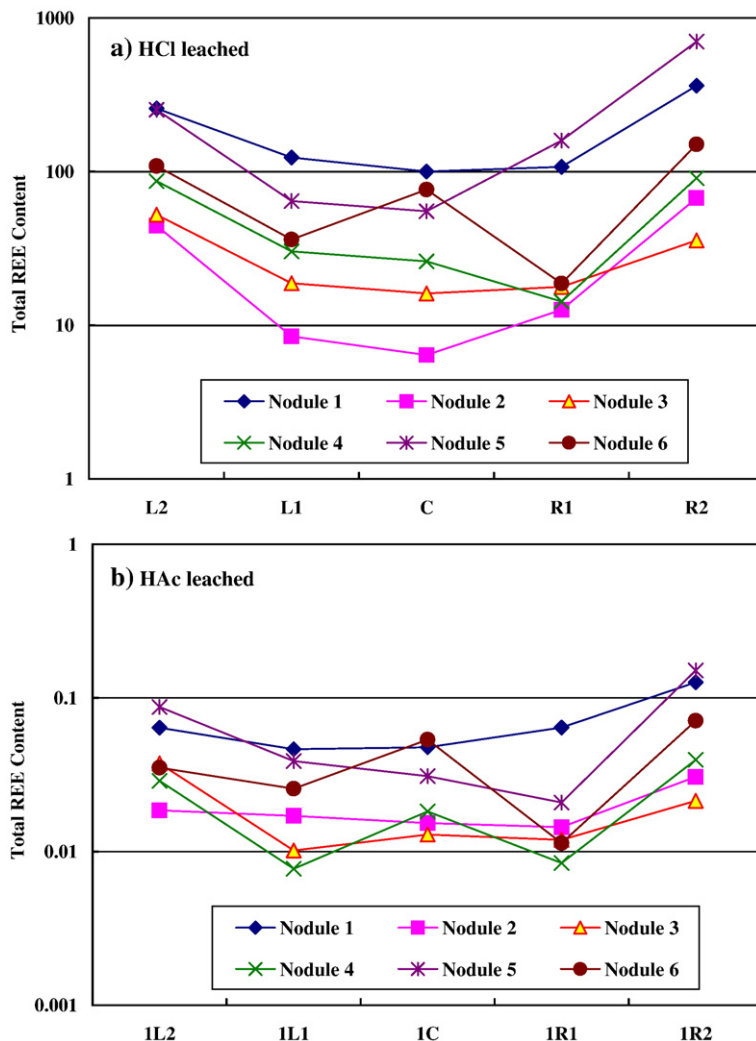 1000
a) HCl leached
100
Total REE Content
10
Nodule 1 Nodule 2 Nodule 3
Nodule 4 Nodule 5 Nodule 6
1
L2 L1 C R1 R2
1
b) HAc leached
0.1
Total REE Content
0.01
Nodule 1 Nodule 2 Nodule 3
Nodule 4 Nodule 5 Nodule 6
0.001
1L2 1L1 1C 1R1 1R2